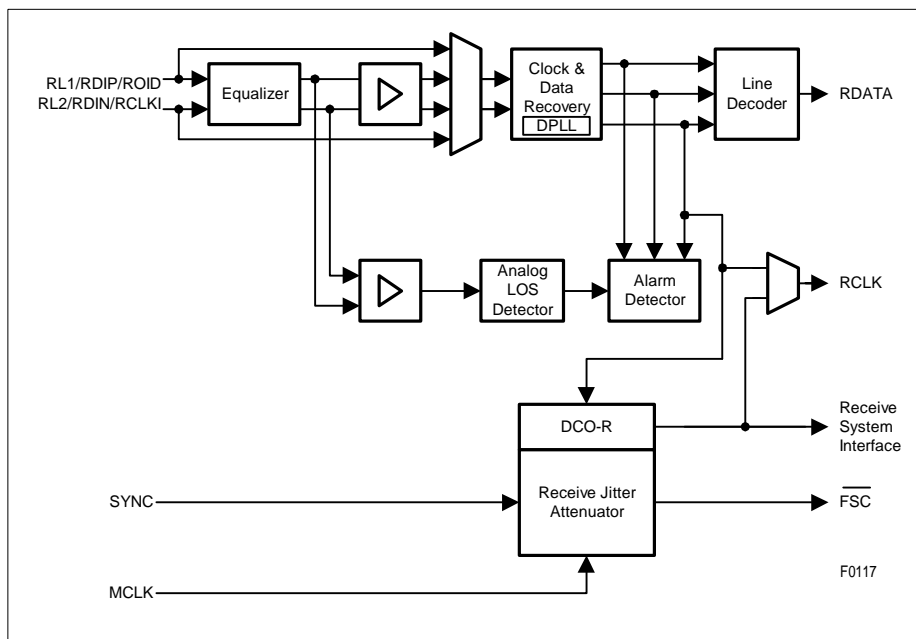 RL1/RDIP/ROID
RL2/RDIN/RCLKI
Equalizer
Clock &
Data
Recovery
DPLL
Line
Decoder
RDATA
Analog
LOS
Detector
Alarm
Detector
RCLK
DCO-R
Receive
System
Interface
SYNC
Receive Jitter
Attenuator
FSC
MCLK
F0117